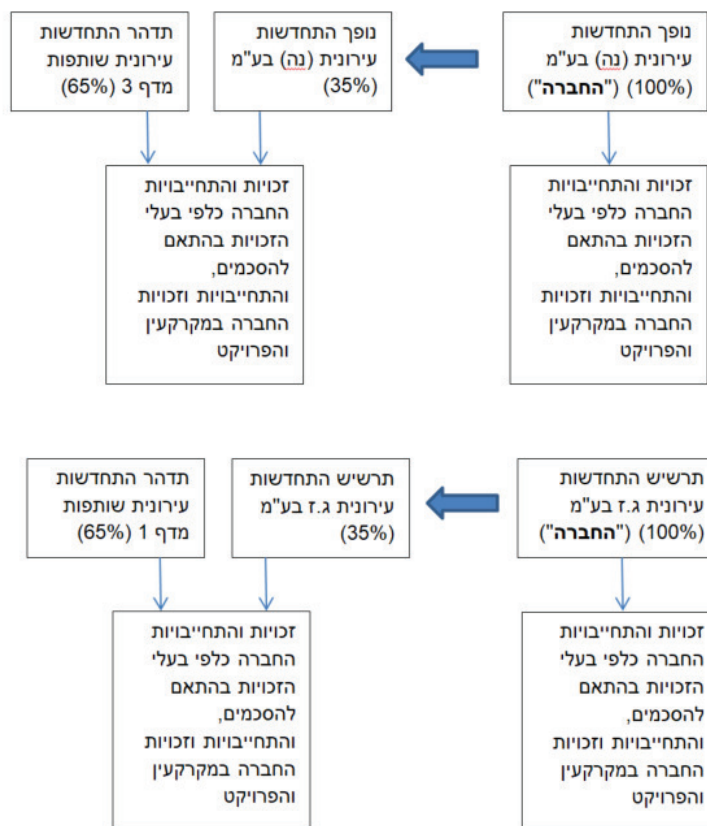 נופך התחדשות
עירונית (נה) בע"מ
(100%) ("החברה")
נופך התחדשות
עירונית (נה) בע"מ
(35%)
תדהר התחדשות
עירונית שותפות
מדף 3 (65%)
זכויות והתחייבויות
החברה כלפי בעלי
הזכויות בהתאם
להסכמים,
והתחייבויות וזכויות
החברה במקרקעין
והפרויקט
זכויות והתחייבויות
החברה כלפי בעלי
הזכויות בהתאם
להסכמים,
והתחייבויות וזכויות
החברה במקרקעין
והפרויקט
תרשיש התחדשות
עירונית ג.ז בע"מ
(100%) ("החברה")
תרשיש התחדשות
עירונית ג.ז בע"מ
(35%)
תדהר התחדשות
עירונית שותפות
מדף 1 (65%)
זכויות והתחייבויות
החברה כלפי בעלי
הזכויות בהתאם
להסכמים,
והתחייבויות וזכויות
החברה במקרקעין
והפרויקט
זכויות והתחייבויות
החברה כלפי בעלי
הזכויות בהתאם
להסכמים,
והתחייבויות וזכויות
החברה במקרקעין
והפרויקט